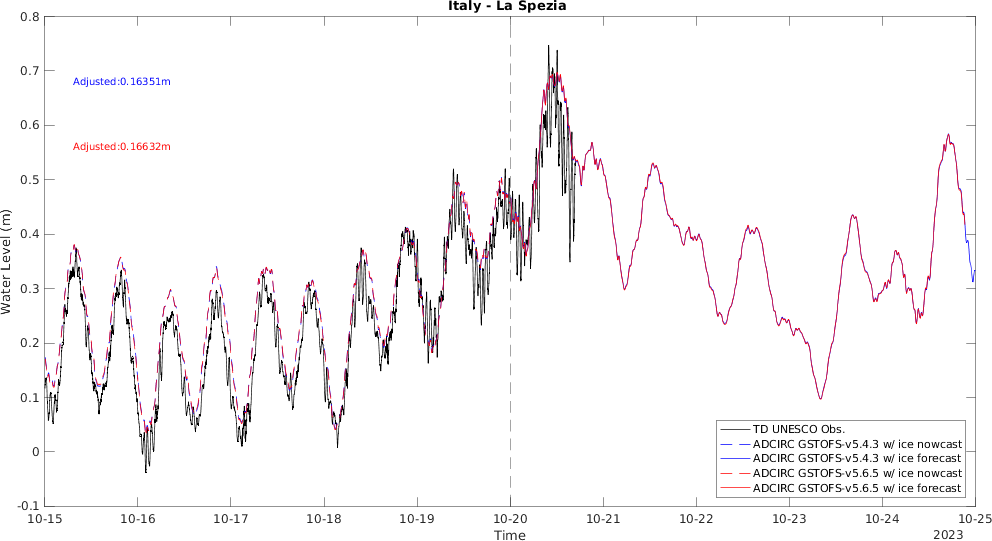 Italy - La Spezia
0.8
0.7
0.6
0.5
0.4
0.3
0.2
0.1
0
-0.1
Water Level (m)
Adjusted:0.16351m
Adjusted:0.16632m
TD UNESCO Obs.
ADCIRC GSTOFS-v5.4.3 w/ ice nowcast
ADCIRC GSTOFS-v5.4.3 w/ ice forecast
ADCIRC GSTOFS-v5.6.5 w/ ice nowcast
ADCIRC GSTOFS-v5.6.5 w/ ice forecast
10-15 10-16 10-17 10-18 10-19 10-20 10-21 10-22 10-23 10-24 10-25
Time
2023